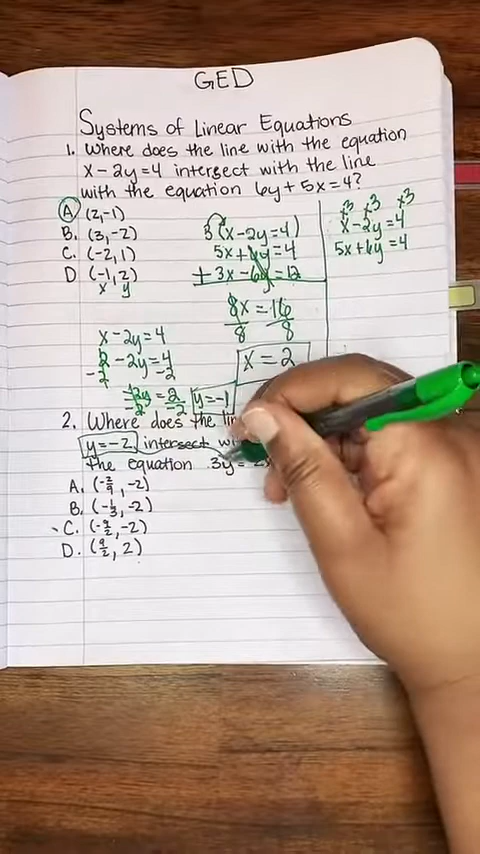 GED
Systems of Linear Equations
1. Where does the line with the equation
x - 2y = 4 intersect with the line
with the equation 6y + 5x = 4?
A. (2, -1)
B. (3, -2)
C. (-2, 1)
D. (-1, 2)
x y
3(x - 2y = 4)
5x + 6y = 4
+ 3x - 6y = 12
8x = 16
8 8
x = 2
x3 x3 x3
x - 2y = 4
5x + 6y = 4
x - 2y = 4
2 - 2y = 4
-2 -2
-2y = 2
-2 -2
y = -1
2. Where does the
y = -2 intersect
the equation 3y =
A. (-2/9, -2)
B. (-1/3, -2)
C. (-9/2, -2)
D. (9/2, 2)